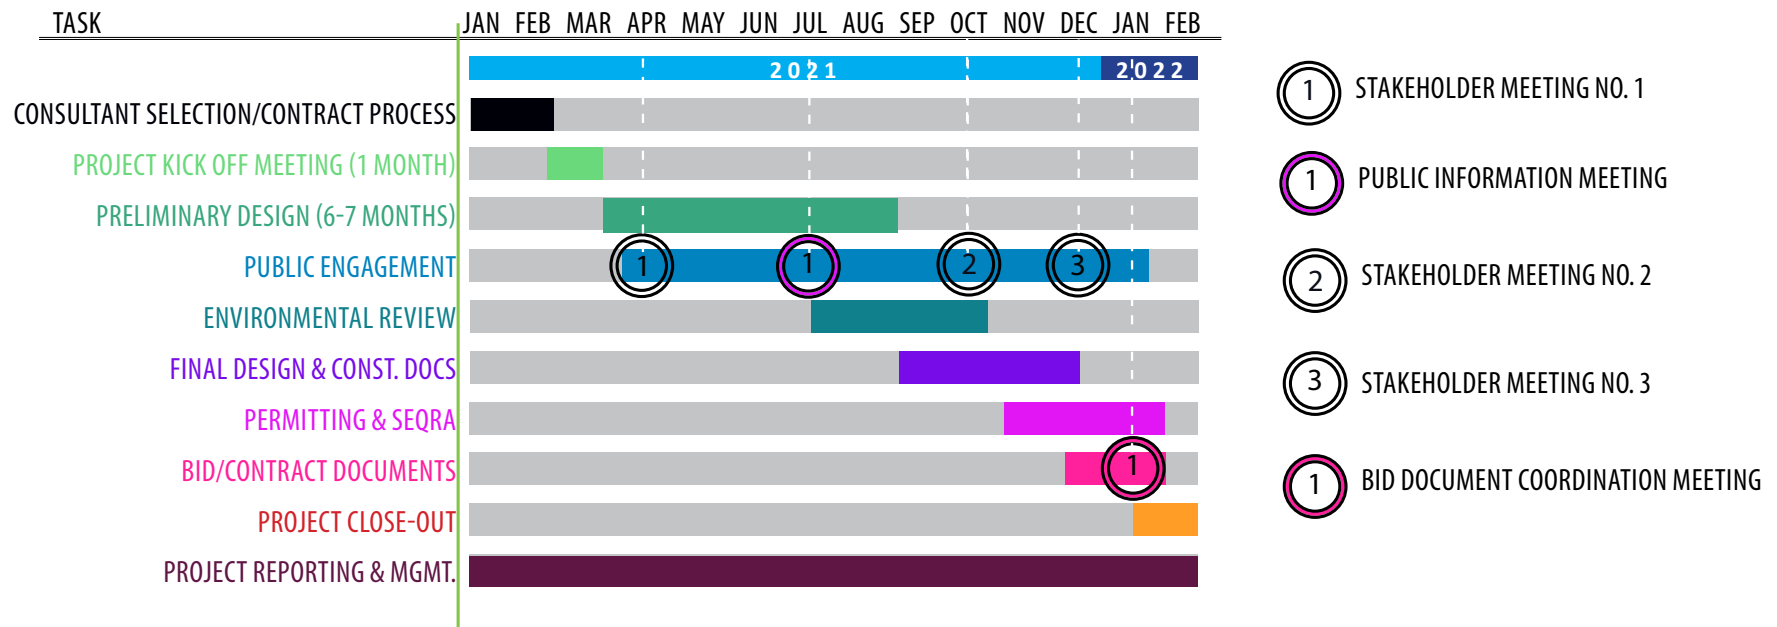 TASK JAN FEB MAR APR MAY JUN JUL AUG SEP OCT NOV DEC JAN FEB
2021 2022
CONSULTANT SELECTION/CONTRACT PROCESS
PROJECT KICK OFF MEETING (1 MONTH)
PRELIMINARY DESIGN (6-7 MONTHS)
PUBLIC ENGAGEMENT 1 1 2 3
ENVIRONMENTAL REVIEW
FINAL DESIGN & CONST. DOCS
PERMITTING & SEQRA
BID/CONTRACT DOCUMENTS 1
PROJECT CLOSE-OUT
PROJECT REPORTING & MGMT.
1 STAKEHOLDER MEETING NO. 1
1 PUBLIC INFORMATION MEETING
2 STAKEHOLDER MEETING NO. 2
3 STAKEHOLDER MEETING NO. 3
1 BID DOCUMENT COORDINATION MEETING